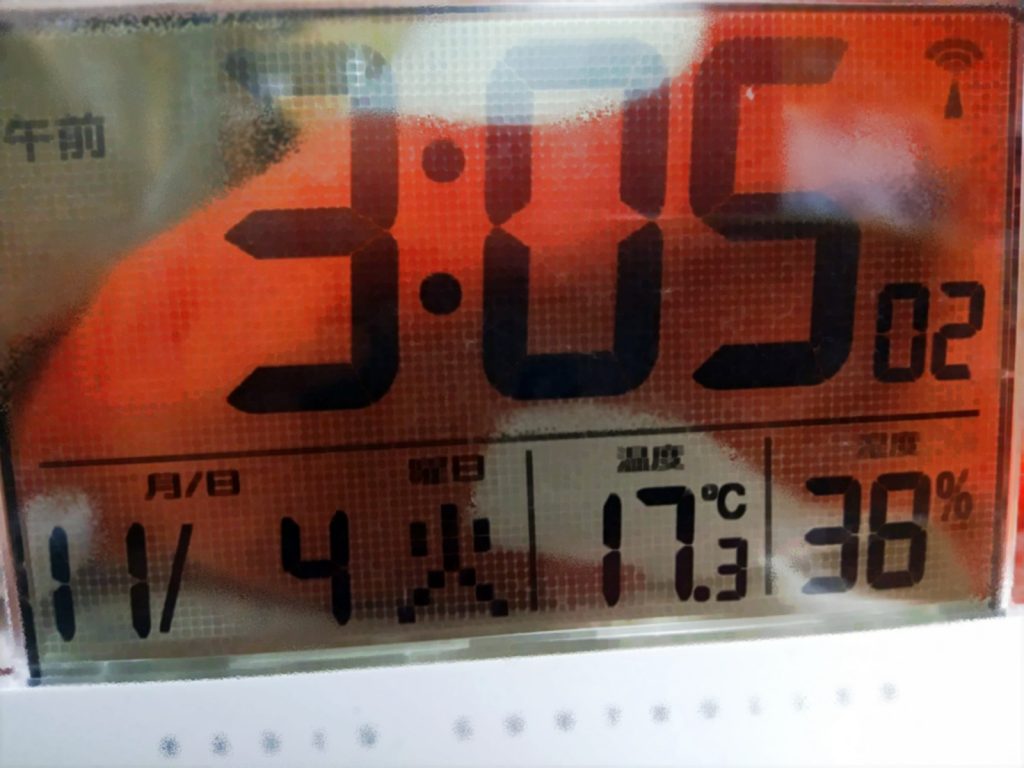 午前 3:05 02
月/日 曜日 温度 湿度
11/4 火 17.3℃ 38%